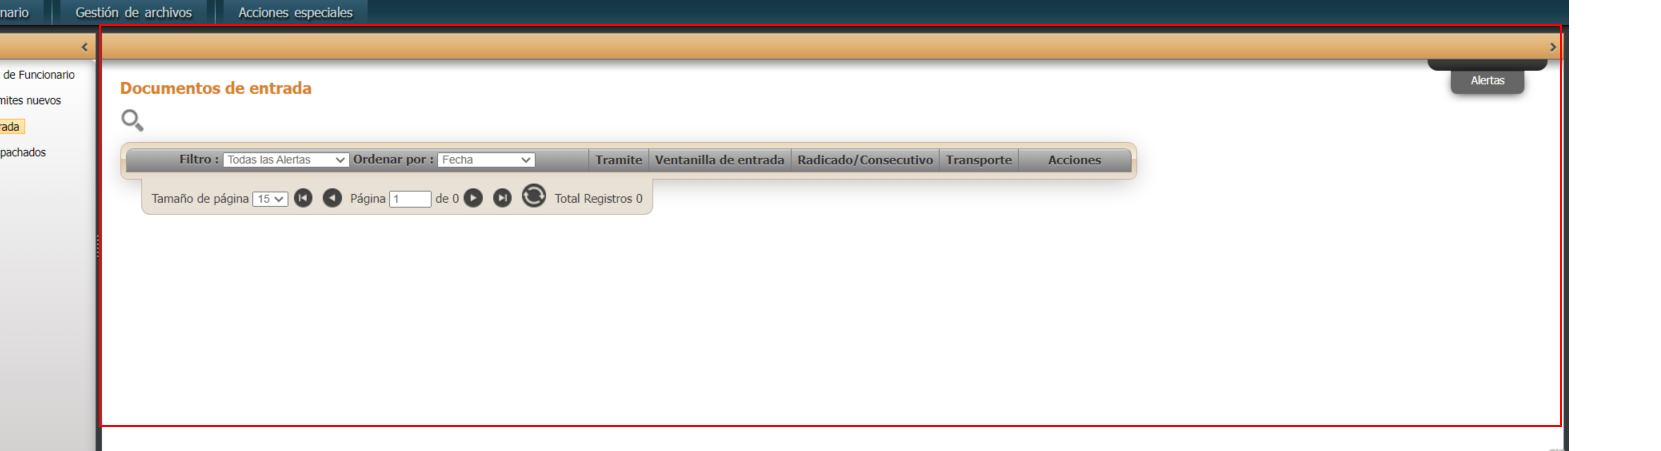 nario Gestión de archivos Acciones especiales
de Funcionario
mites nuevos
rada
pachados
Alertas
Documentos de entrada
Filtro : Todas las Alertas Ordenar por : Fecha Tramite Ventanilla de entrada Radicado/Consecutivo Transporte Acciones
Tamaño de página 15 Página 1 de 0 Total Registros 0